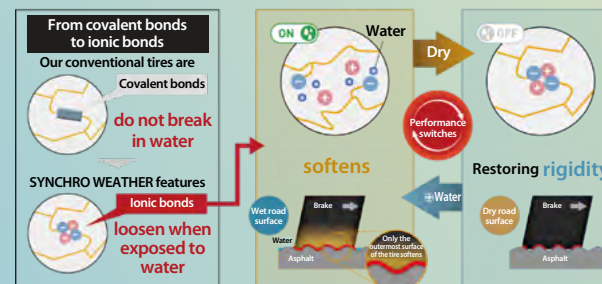 From covalent bonds
to ionic bonds
Our conventional tires are
Covalent bonds
do not break
in water
SYNCHRO WEATHER features
Ionic bonds
loosen when
exposed to
water
ON
Water
softens
Wet road
surface
Brake
Water
Asphalt
Only the
outermost surface
of the tire softens
Dry
Performance
switches
Water
OFF
Restoring rigidity
Dry road
surface
Brake
Asphalt